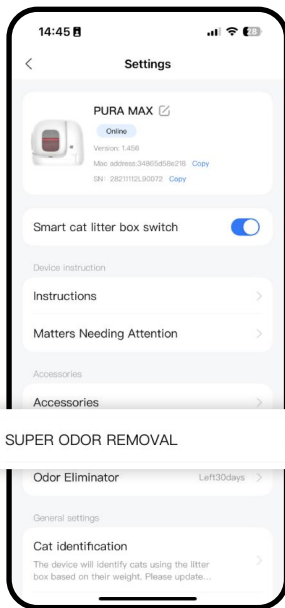 14:45
28
Settings
PURA MAX
Online
Version: 1.456
Mac address:34865d58e218 Copy
SN: 28211112L90072 Copy
Smart cat litter box switch
Device instruction
Instructions
Matters Needing Attention
Accessories
Accessories
SUPER ODOR REMOVAL
Odor Eliminator Left30days
General settings
Cat identification
The device will identify cats using the litter
box based on their weight. Please update...